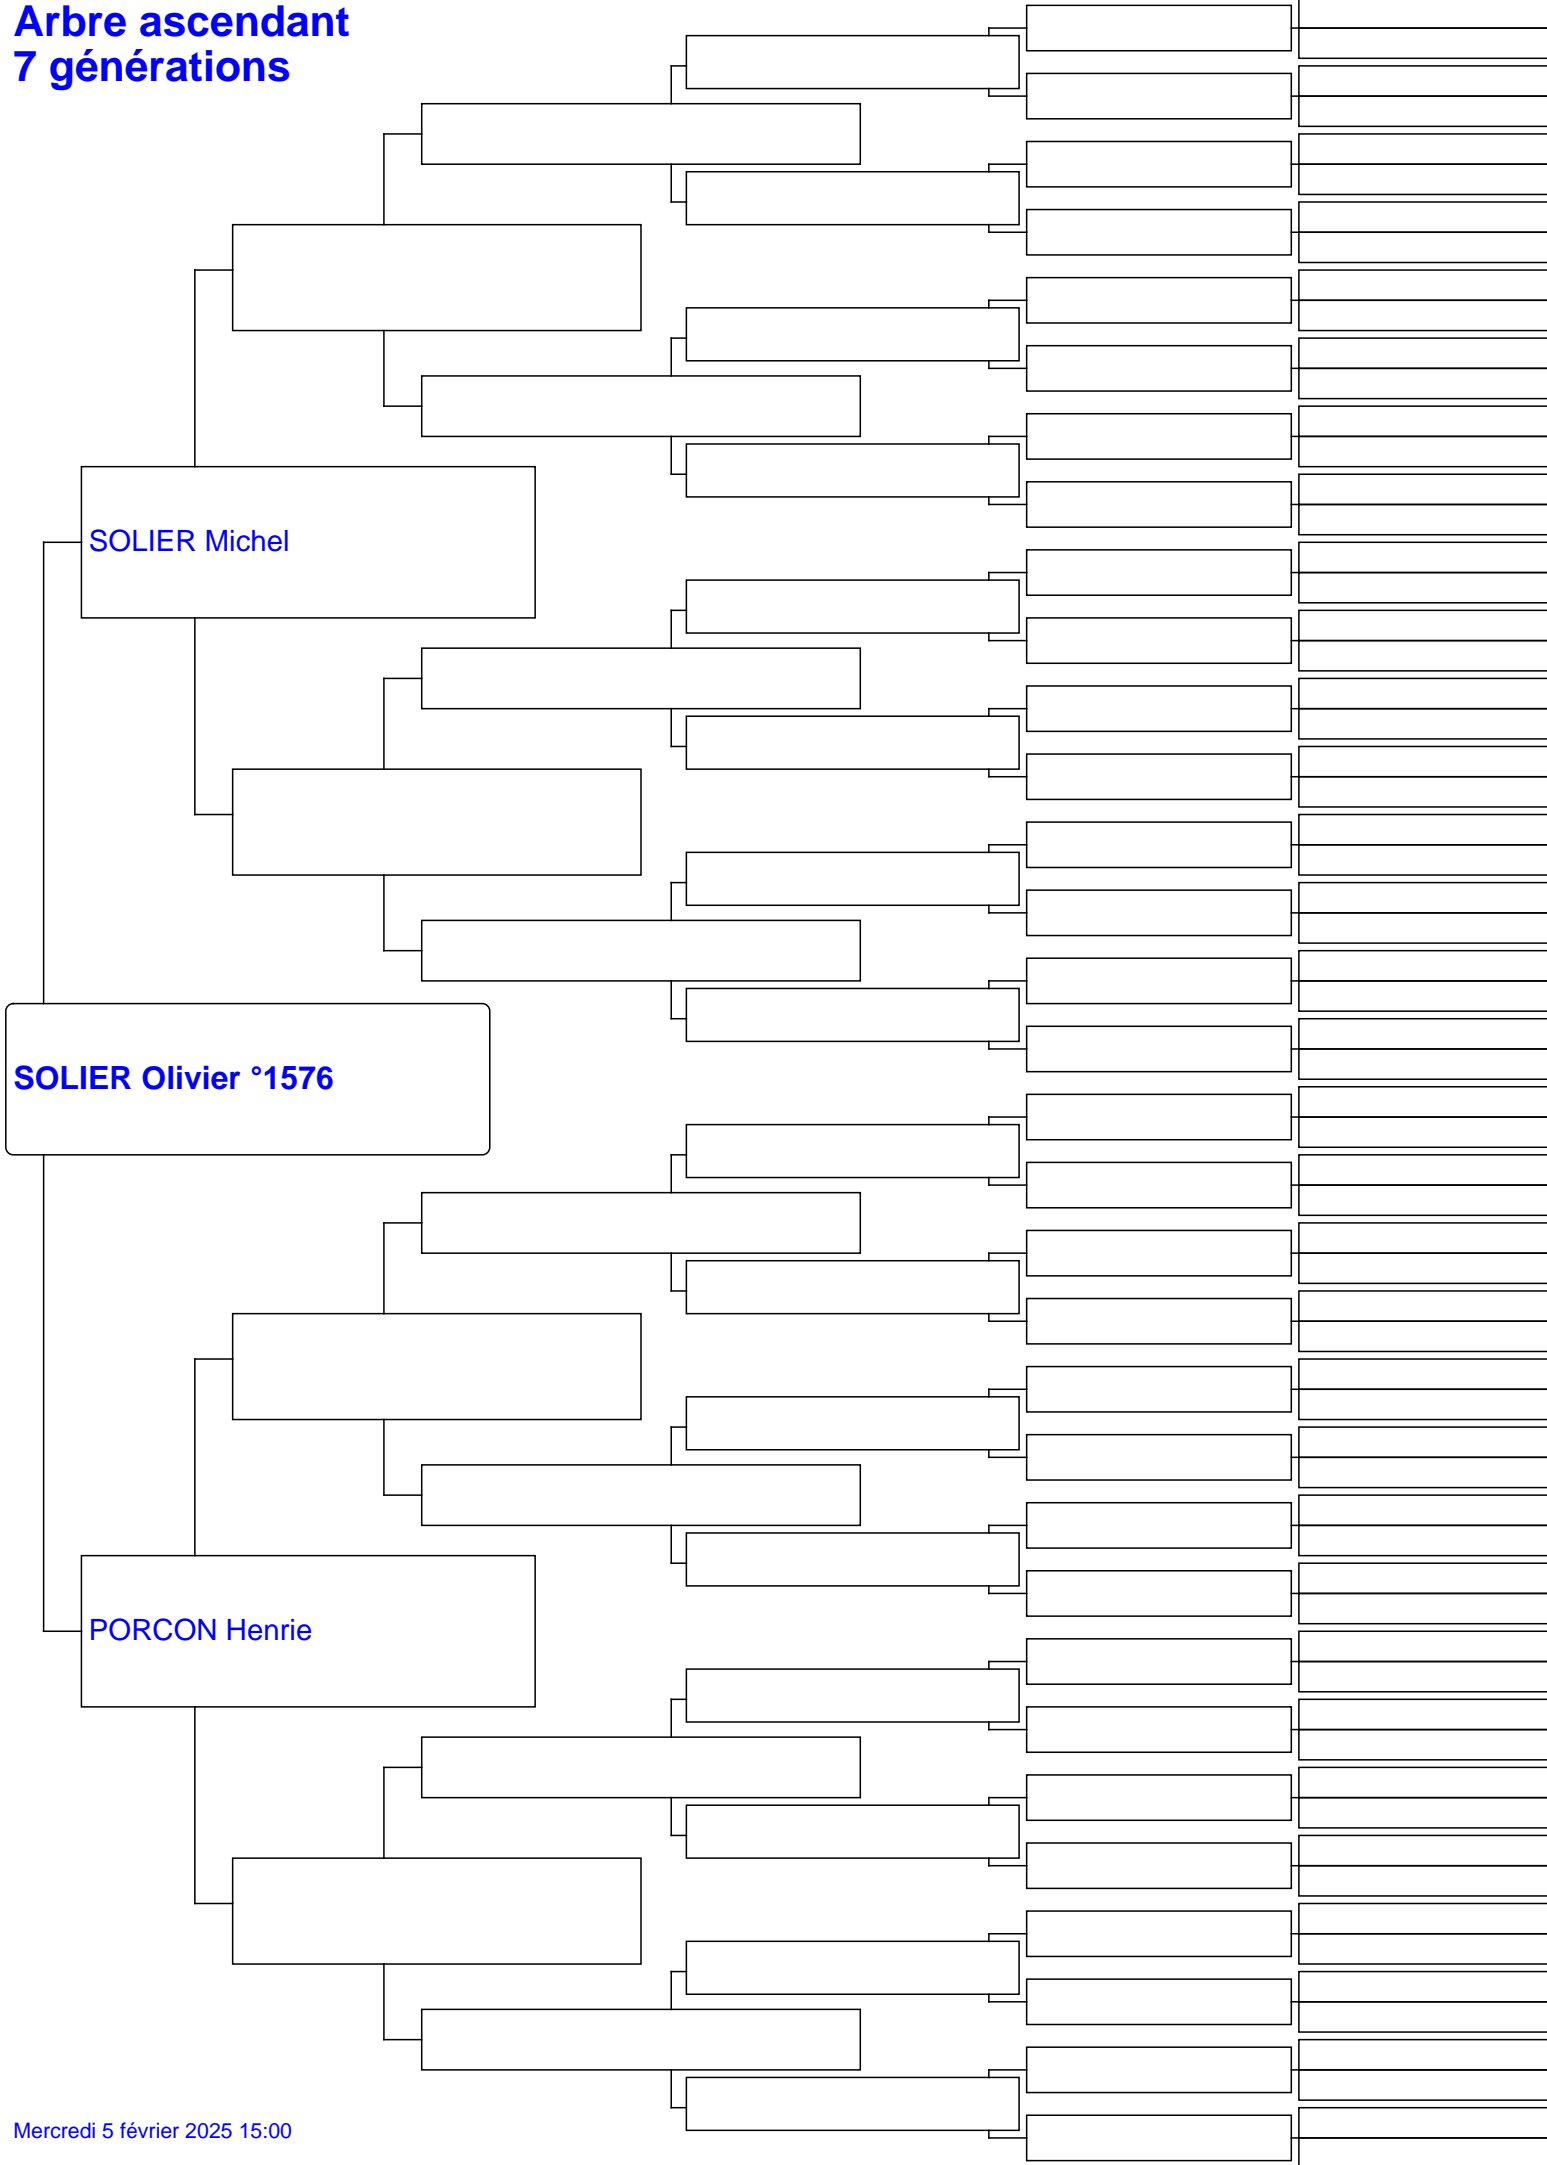 Arbre ascendant
7 générations
SOLIER Michel
SOLIER Olivier °1576
PORCON Henrie
Mercredi 5 février 2025 15:00